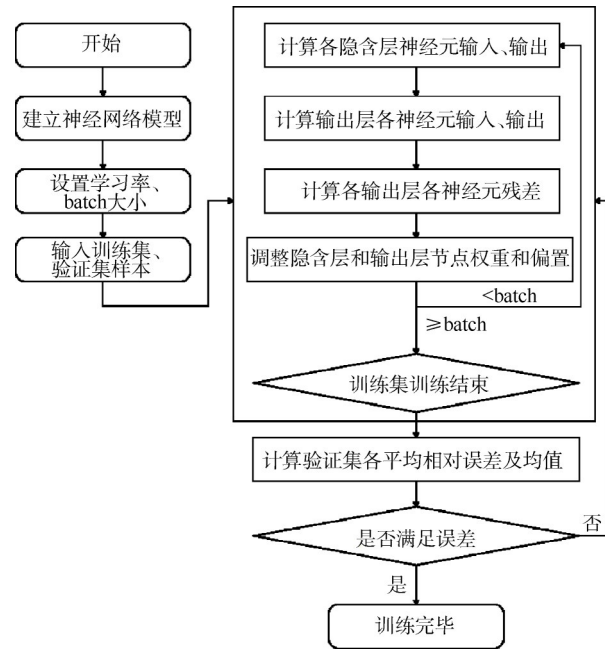 开始
建立神经网络模型
设置学习率、
batch大小
输入训练集、
验证集样本
计算各隐含层神经元输入、输出
计算输出层各神经元输入、输出
计算各输出层各神经元残差
调整隐含层和输出层节点权重和偏置
<batch
≥batch
训练集训练结束
计算验证集各平均相对误差及均值
是否满足误差
否
是
训练完毕